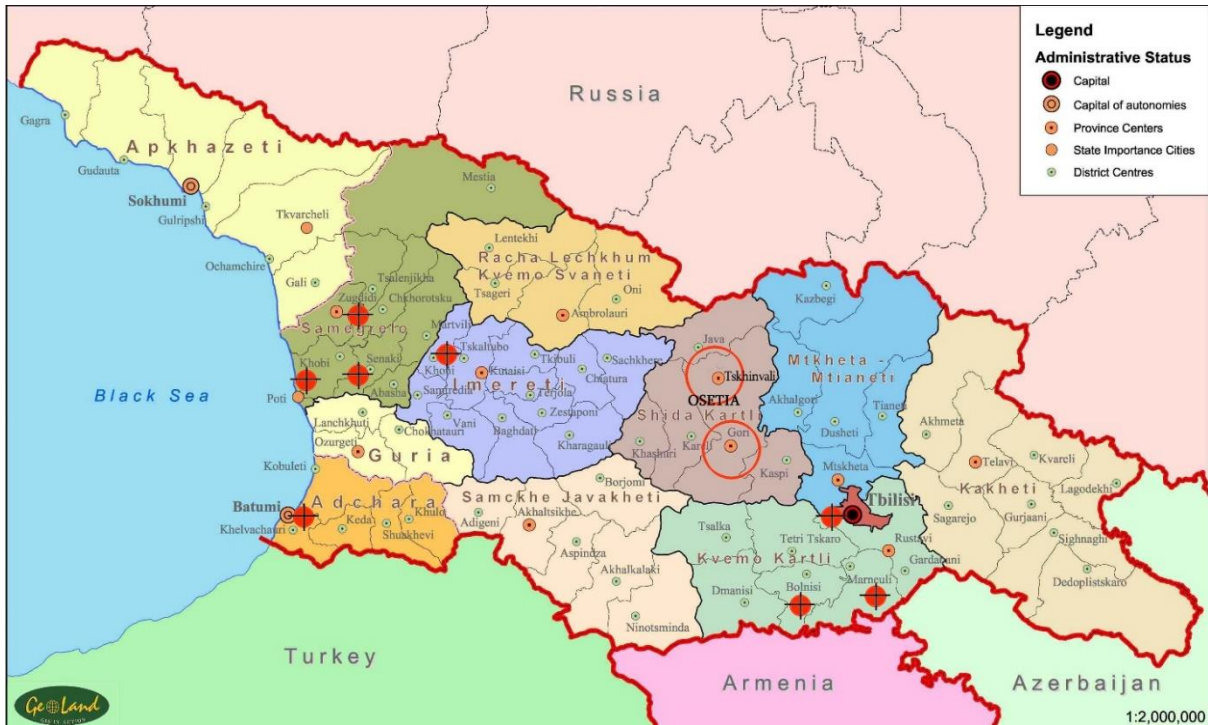 Legend
Administrative Status
Capital
Capital of autonomies
Province Centers
State Importance Cities
District Centres
Russia
Gagra
Apkhazeti
Gudauta
Sokhumi
Gulripshi
Tkvarcheli
Mestia
Ochamchire
Gali
Lentekhi
Racha Lechkhum
Kvemo Svaneti
Tsageri
Oni
Ambrolauri
Kazbegi
Tsalenjikha
Zugdidi
Chkhorotsku
Samegrelo
Martvili
Khobi
Senaki
Abasha
Poti
Black Sea
Tskaltubo
Khoni
Kutaisi
Imereti
Samtredia
Tkibuli
Sachkhere
Chiatura
Terjola
Zestaponi
Vani
Baghdati
Kharagauli
Java
Tskhinvali
OSETIA
Shida Kartli
Gori
Kareli
Khashuri
Kaspi
Mtkheta -
Mtianeti
Akhalgori
Tianeti
Dusheti
Mtskheta
Tbilisi
Akhmeta
Telavi
Kvareli
Lagodekhi
Kakheti
Sagarejo
Gurjaani
Sighnaghi
Dedoplistskaro
Lanchkhuti
Ozurgeti
Chokhatauri
Guria
Kobuleti
Batumi
Adchara
Khelvachauri
Keda
Khulo
Shuakhevi
Borjomi
Samckhe Javakheti
Adigeni
Akhaltsikhe
Aspindza
Akhalkalaki
Ninotsminda
Tsalka
Tetri Tskaro
Rustavi
Kvemo Kartli
Gardabani
Dmanisi
Bolnisi
Marneuli
Turkey
Armenia
Azerbaijan
GeoLand
GIS IN ACTION
1:2,000,000